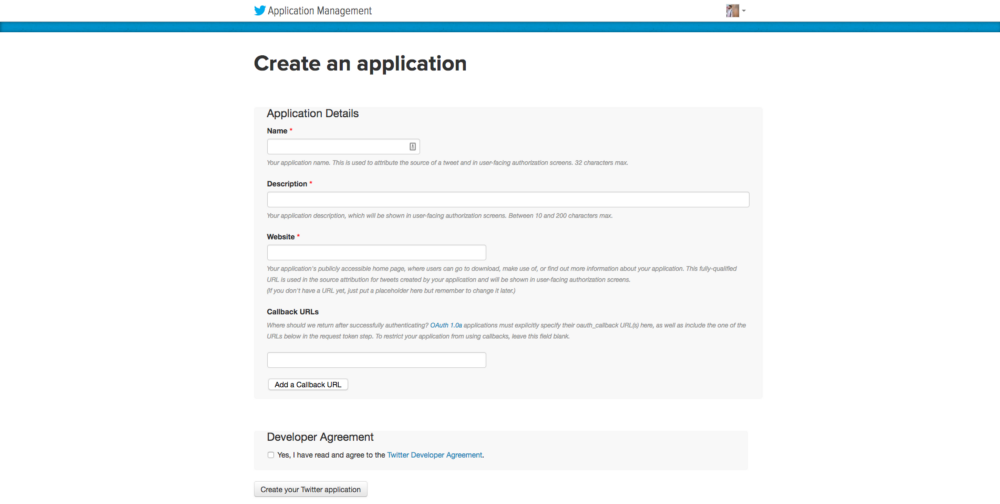 Application Management
Create an application
Application Details
Name *
Your application name. This is used to attribute the source of a tweet and in user-facing authorization screens. 32 characters max.
Description *
Your application description, which will be shown in user-facing authorization screens. Between 10 and 200 characters max.
Website *
Your application's publicly accessible home page, where users can go to download, make use of, or find out more information about your application. This fully-qualified
URL is used in the source attribution for tweets created by your application and will be shown in user-facing authorization screens.
(If you don't have a URL yet, just put a placeholder here but remember to change it later.)
Callback URLs
Where should we return after successfully authenticating? OAuth 1.0a applications must explicitly specify their oauth_callback URL(s) here, as well as include the one of the
URLs below in the request token step. To restrict your application from using callbacks, leave this field blank.
Add a Callback URL
Developer Agreement
Yes, I have read and agree to the Twitter Developer Agreement.
Create your Twitter application